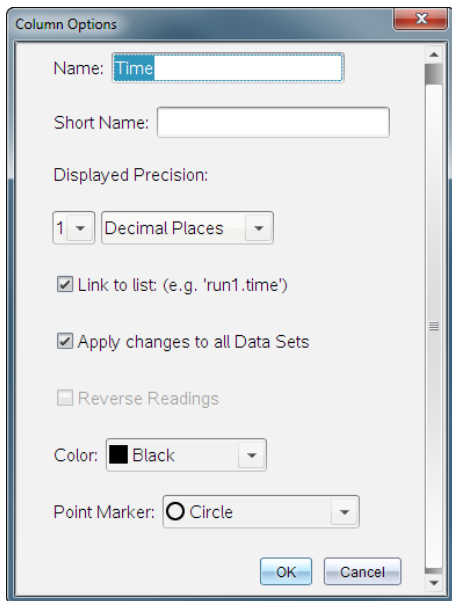 Column Options
Name: Time
Short Name:
Displayed Precision:
1 Decimal Places
Link to list: (e.g. 'run1.time')
Apply changes to all Data Sets
Reverse Readings
Color: Black
Point Marker: Circle
OK Cancel